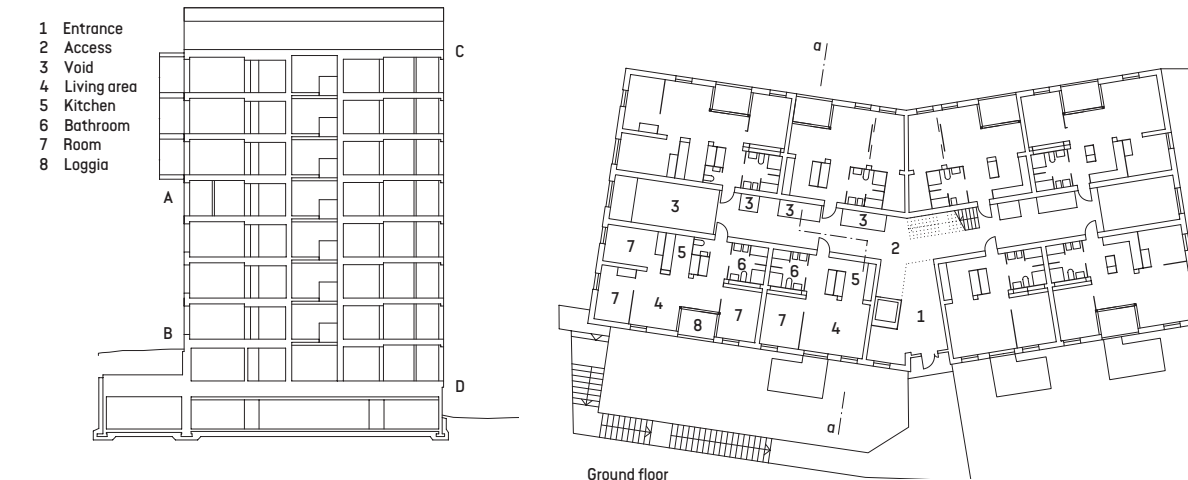 1 Entrance
2 Access
3 Void
4 Living area
5 Kitchen
6 Bathroom
7 Room
8 Loggia
C
A
B
D
a
3
3
3
3
2
7
5
6
6
5
7
4
8
7
7
4
1
a
Ground floor